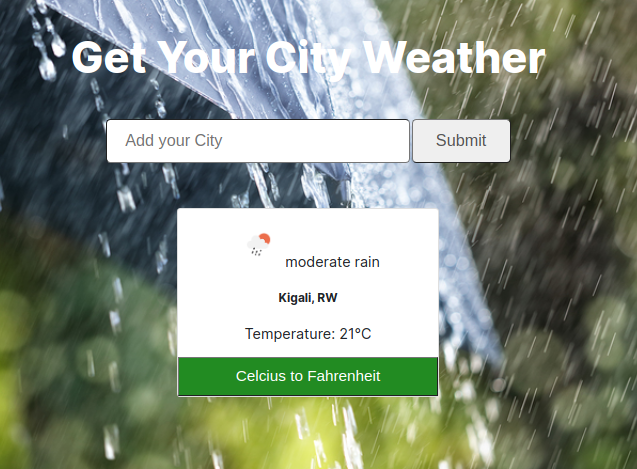 Get Your City Weather
Add your City
Submit
moderate rain
Kigali, RW
Temperature: 21°C
Celcius to Fahrenheit